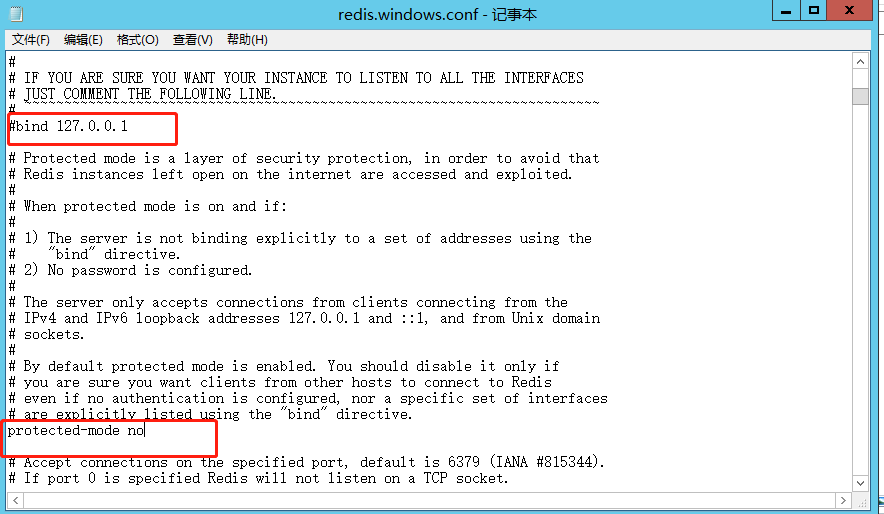 redis.windows.conf - 记事本
文件(F) 编辑(E) 格式(O) 查看(V) 帮助(H)
#
# IF YOU ARE SURE YOU WANT YOUR INSTANCE TO LISTEN TO ALL THE INTERFACES
# JUST COMMENT THE FOLLOWING LINE.
# ~~~~~~~~~~~~~~~~~~~~~~~~~~~~~~~~~~~~~~~~~~~~~~~~~~~~~~~~~~~~~~~~~~~~~~~~
#bind 127.0.0.1
# Protected mode is a layer of security protection, in order to avoid that
# Redis instances left open on the internet are accessed and exploited.
#
# When protected mode is on and if:
#
# 1) The server is not binding explicitly to a set of addresses using the
#    "bind" directive.
# 2) No password is configured.
#
# The server only accepts connections from clients connecting from the
# IPv4 and IPv6 loopback addresses 127.0.0.1 and ::1, and from Unix domain
# sockets.
#
# By default protected mode is enabled. You should disable it only if
# you are sure you want clients from other hosts to connect to Redis
# even if no authentication is configured, nor a specific set of interfaces
# are explicitly listed using the "bind" directive.
protected-mode no
# Accept connections on the specified port, default is 6379 (IANA #815344).
# If port 0 is specified Redis will not listen on a TCP socket.